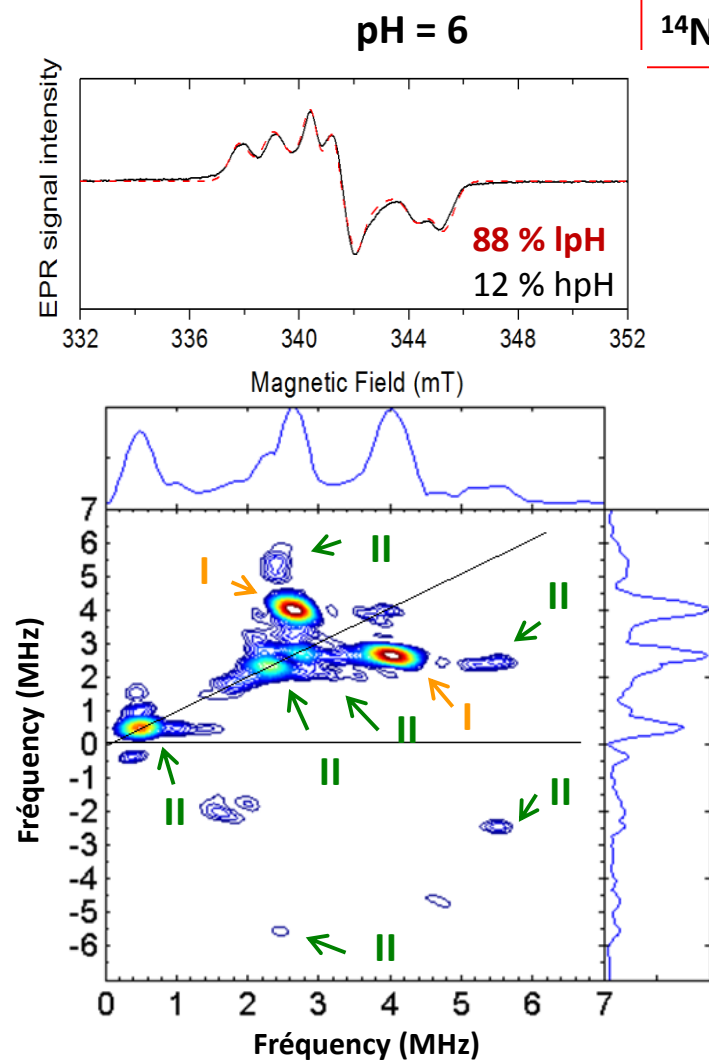 pH = 6
¹⁴N
EPR signal intensity
88 % lpH
12 % hpH
332
336
340
344
348
352
Magnetic Field (mT)
7
6
5
4
3
2
1
0
-1
-2
-3
-4
-5
-6
I
II
II
II
II
I
II
II
II
Fréquency (MHz)
0
1
2
3
4
5
6
7
Fréquency (MHz)